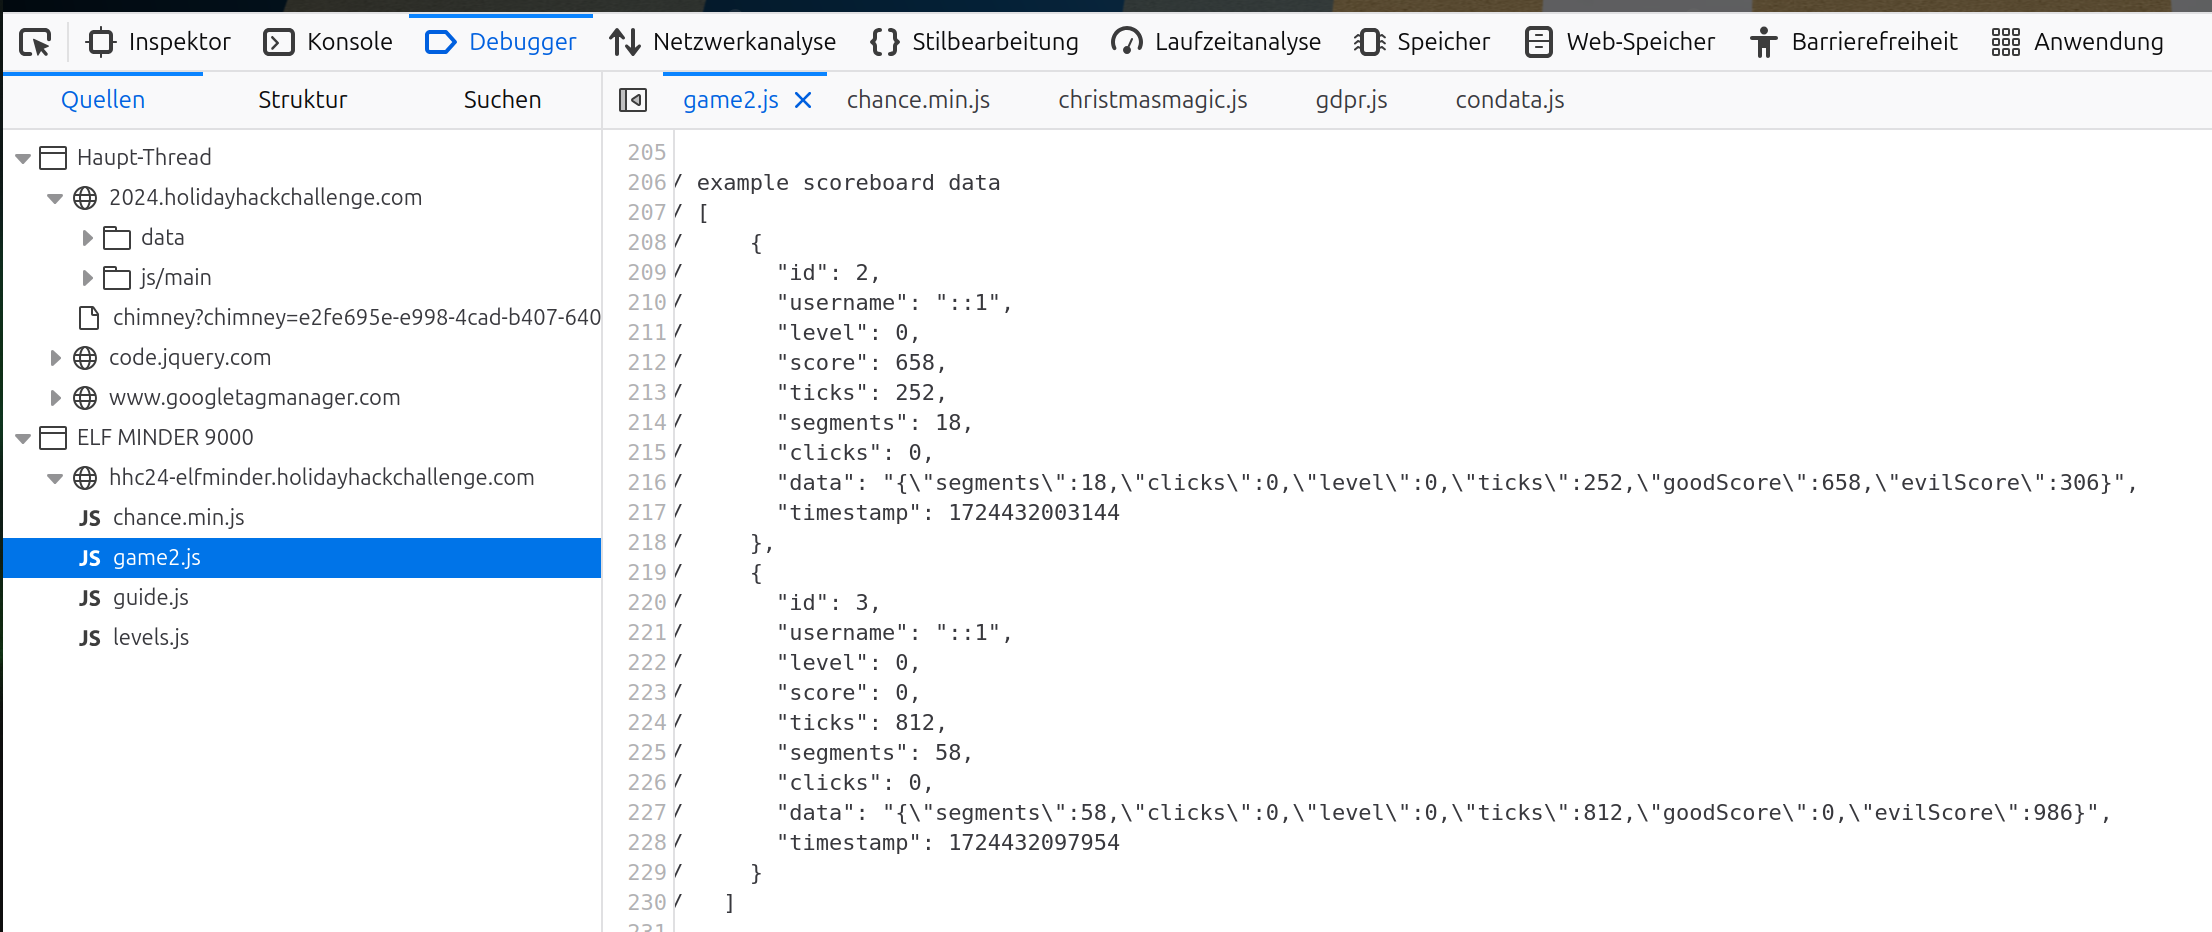 Inspektor Konsole Debugger Netzwerkanalyse Stilbearbeitung Laufzeitanalyse Speicher Web-Speicher Barrierefreiheit Anwendung
Quellen Struktur Suchen
game2.js chance.min.js christmasmagic.js gdpr.js condata.js
Haupt-Thread
2024.holidayhackchallenge.com
data
js/main
chimney?chimney=e2fe695e-e998-4cad-b407-640
code.jquery.com
www.googletagmanager.com
ELF MINDER 9000
hhc24-elfminder.holidayhackchallenge.com
JS chance.min.js
JS game2.js
JS guide.js
JS levels.js
205
206 / example scoreboard data
207 / [
208 /     {
209 /       "id": 2,
210 /       "username": "::1",
211 /       "level": 0,
212 /       "score": 658,
213 /       "ticks": 252,
214 /       "segments": 18,
215 /       "clicks": 0,
216 /       "data": "{\"segments\":18,\"clicks\":0,\"level\":0,\"ticks\":252,\"goodScore\":658,\"evilScore\":306}",
217 /       "timestamp": 1724432003144
218 /     },
219 /     {
220 /       "id": 3,
221 /       "username": "::1",
222 /       "level": 0,
223 /       "score": 0,
224 /       "ticks": 812,
225 /       "segments": 58,
226 /       "clicks": 0,
227 /       "data": "{\"segments\":58,\"clicks\":0,\"level\":0,\"ticks\":812,\"goodScore\":0,\"evilScore\":986}",
228 /       "timestamp": 1724432097954
229 /     }
230 /   ]
231